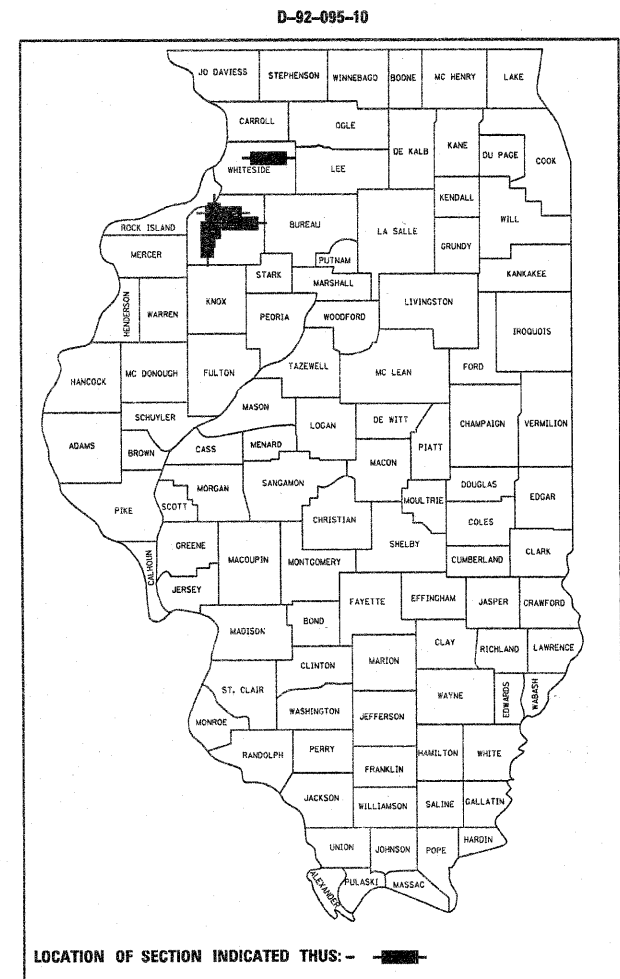 D-92-095-10
JO DAVIESS
STEPHENSON
WINNEBAGO
BOONE
MC HENRY
LAKE
CARROLL
OGLE
DE KALB
KANE
DU PAGE
COOK
WHITESIDE
LEE
KENDALL
WILL
ROCK ISLAND
BUREAU
LA SALLE
GRUNDY
MERCER
PUTNAM
KANKAKEE
STARK
MARSHALL
HENDERSON
WARREN
KNOX
PEORIA
WOODFORD
LIVINGSTON
IROQUOIS
HANCOCK
MC DONOUGH
FULTON
TAZEWELL
MC LEAN
FORD
MASON
SCHUYLER
LOGAN
DE WITT
CHAMPAIGN
VERMILION
ADAMS
BROWN
CASS
MENARD
PIATT
MACON
MORGAN
SANGAMON
DOUGLAS
EDGAR
PIKE
SCOTT
MOULTRIE
CHRISTIAN
COLES
GREENE
MACOUPIN
SHELBY
CALHOUN
MONTGOMERY
CUMBERLAND
CLARK
JERSEY
FAYETTE
EFFINGHAM
JASPER
CRAWFORD
MADISON
BOND
CLAY
RICHLAND
LAWRENCE
CLINTON
MARION
ST. CLAIR
WAYNE
EDWARDS
WABASH
WASHINGTON
JEFFERSON
MONROE
RANDOLPH
PERRY
HAMILTON
WHITE
FRANKLIN
JACKSON
WILLIAMSON
SALINE
GALLATIN
UNION
JOHNSON
POPE
HARDIN
ALEXANDER
PULASKI
MASSAC
LOCATION OF SECTION INDICATED THUS: -